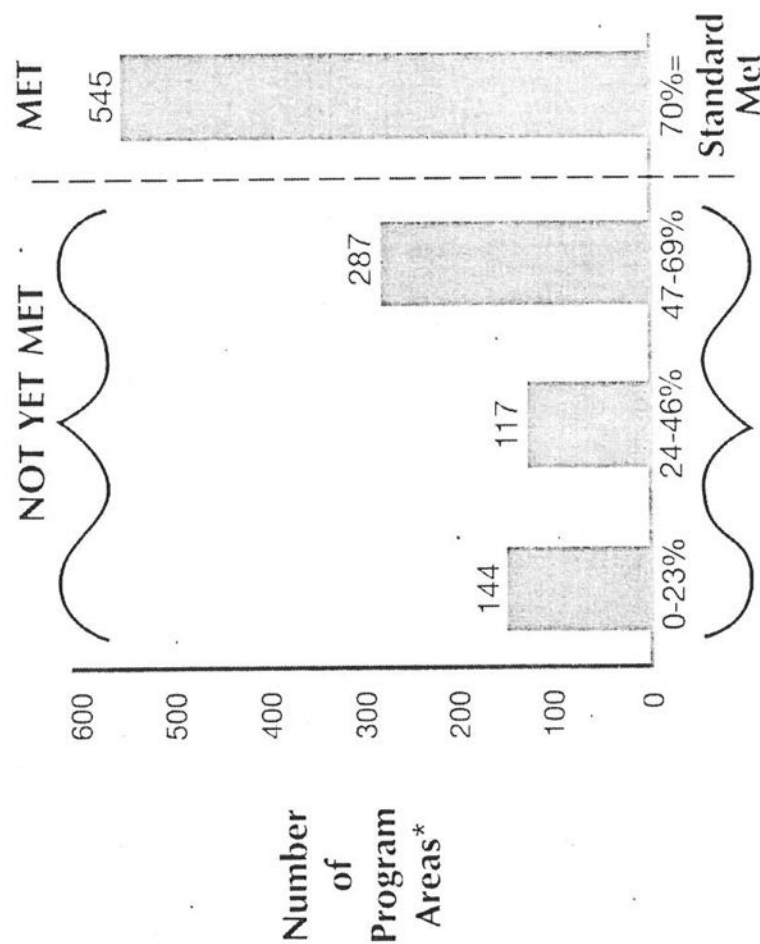 NOT YET MET
MET
600
500
400
300
200
100
0
Number
of
Program
Areas*
144
117
287
545
0-23%
24-46%
47-69%
70%=
Standard
Met